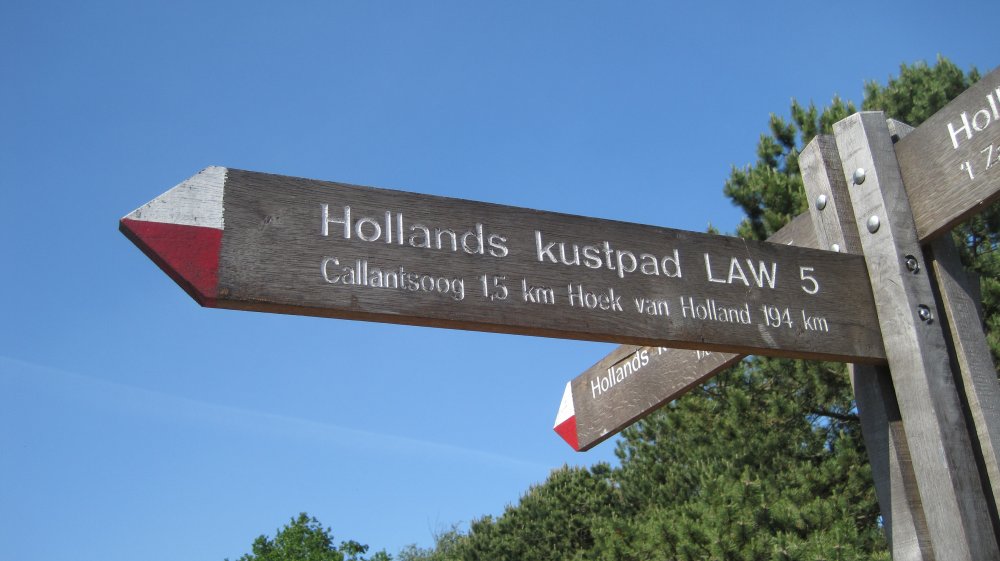 Hollands kustpad LAW 5
Callantsoog 1,5 km Hoek van Holland 194 km
Hollands